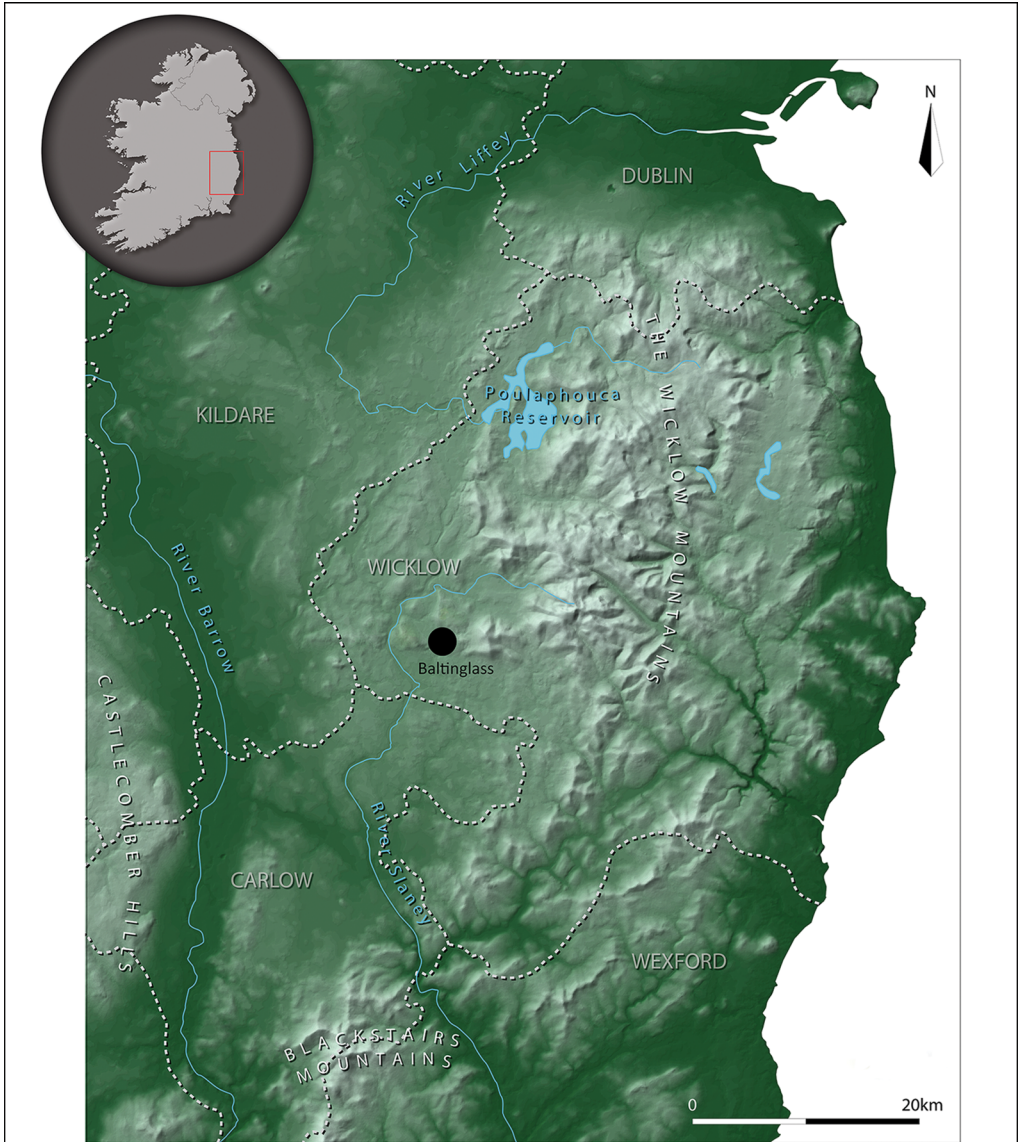 N
River Liffey
DUBLIN
THE WICKLOW MOUNTAINS
Poulaphouca
Reservoir
KILDARE
River Barrow
WICKLOW
Baltinglass
CASTLECOMBER HILLS
River Slaney
CARLOW
WEXFORD
BLACKSTAIRS
MOUNTAINS
0 20km